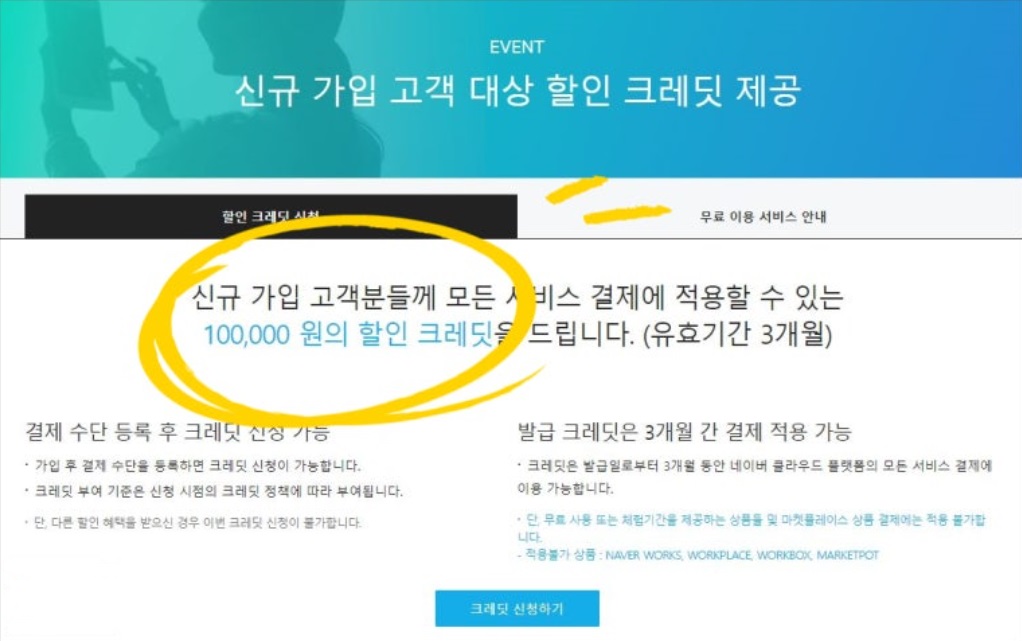 EVENT
신규 가입 고객 대상 할인 크레딧 제공
할인 크레딧 신청
무료 이용 서비스 안내
신규 가입 고객분들께 모든 서비스 결제에 적용할 수 있는
100,000 원의 할인 크레딧을 드립니다. (유효기간 3개월)
결제 수단 등록 후 크레딧 신청 가능
· 가입 후 결제 수단을 등록하면 크레딧 신청이 가능합니다.
· 크레딧 부여 기준은 신청 시점의 크레딧 정책에 따라 부여됩니다.
· 단, 다른 할인 혜택을 받으신 경우 이번 크레딧 신청이 불가합니다.
발급 크레딧은 3개월 간 결제 적용 가능
· 크레딧은 발급일로부터 3개월 동안 네이버 클라우드 플랫폼의 모든 서비스 결제에
이용 가능합니다.
· 단, 무료 사용 또는 체험기간을 제공하는 상품들 및 마켓플레이스 상품 결제에는 적용 불가합
니다.
- 적용불가 상품 : NAVER WORKS, WORKPLACE, WORKBOX, MARKETPOT
크레딧 신청하기